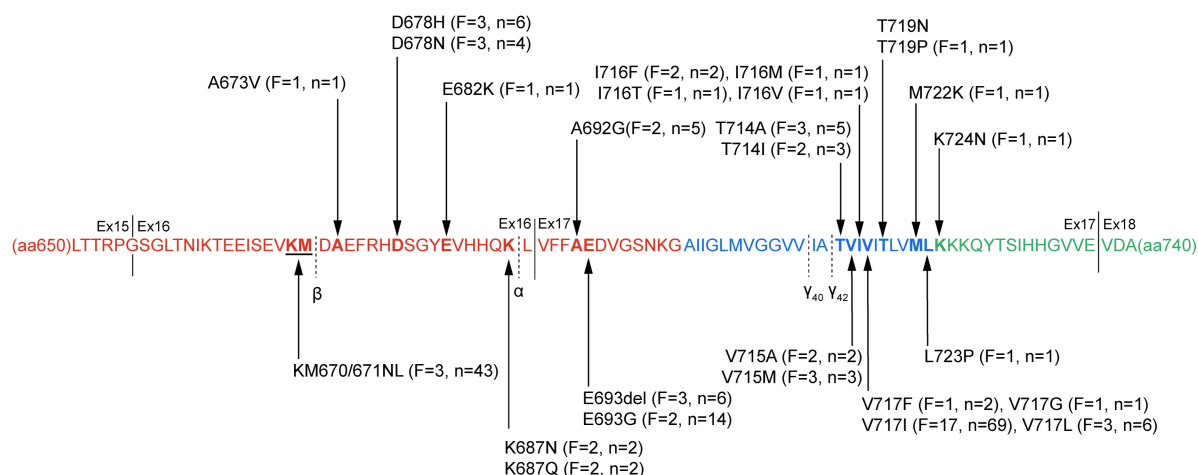 D678H (F=3, n=6)
D678N (F=3, n=4)
T719N
T719P (F=1, n=1)
A673V (F=1, n=1)
E682K (F=1, n=1)
I716F (F=2, n=2), I716M (F=1, n=1)
I716T (F=1, n=1), I716V (F=1, n=1)
M722K (F=1, n=1)
A692G(F=2, n=5)
T714A (F=3, n=5)
T714I (F=2, n=3)
K724N (F=1, n=1)
Ex15 Ex16 Ex16 Ex17 Ex17 Ex18
(aa650)LTTRPGSGLTNIKTEEISEVKMDAEFRHDSGYEVHHQKLVFFAEDVGSNKGAIIGLMVGGVVIATVIVITLVMLKKKQYTSIHHGVVEVDA(aa740)
β α γ40 γ42
KM670/671NL (F=3, n=43)
V715A (F=2, n=2)
V715M (F=3, n=3)
L723P (F=1, n=1)
E693del (F=3, n=6)
E693G (F=2, n=14)
V717F (F=1, n=2), V717G (F=1, n=1)
V717I (F=17, n=69), V717L (F=3, n=6)
K687N (F=2, n=2)
K687Q (F=2, n=2)